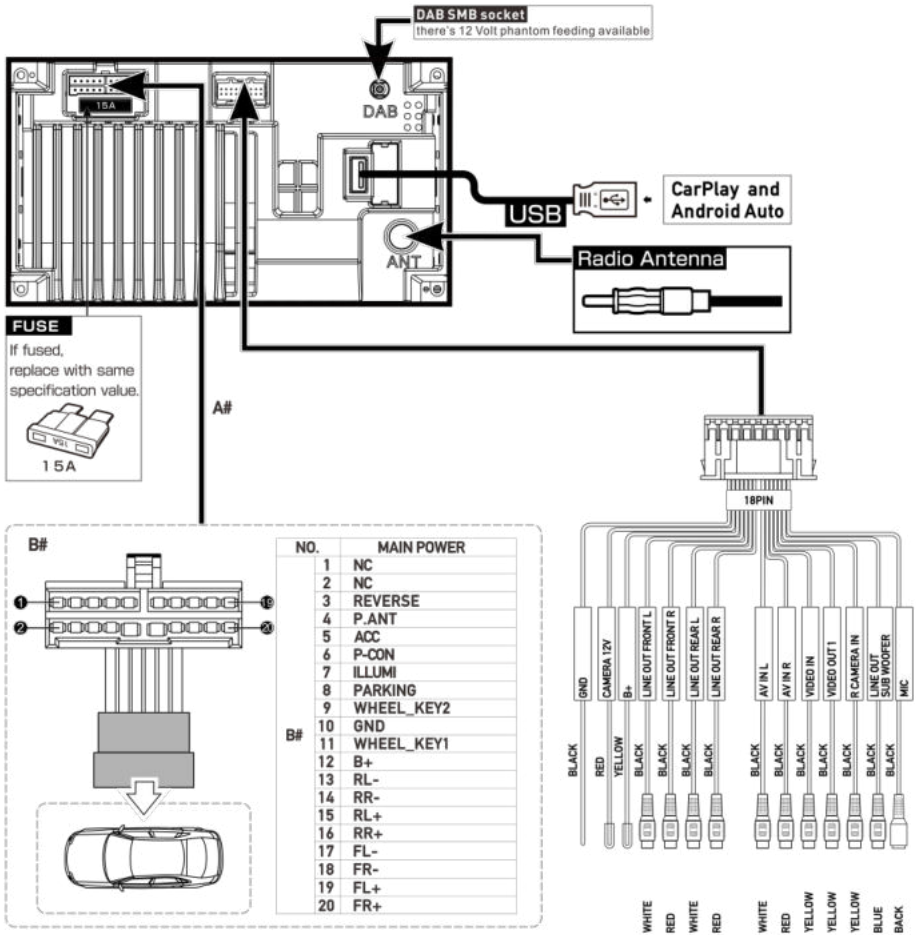 DAB SMB socket
there's 12 Volt phantom feeding available
15A
DAB
USB
CarPlay and
Android Auto
ANT
Radio Antenna
FUSE
If fused,
replace with same
specification value.
15A
15A
A#
18PIN
B#
1
19
2
20
NO. MAIN POWER
B#
1 NC
2 NC
3 REVERSE
4 P.ANT
5 ACC
6 P-CON
7 ILLUMI
8 PARKING
9 WHEEL_KEY2
10 GND
11 WHEEL_KEY1
12 B+
13 RL-
14 RR-
15 RL+
16 RR+
17 FL-
18 FR-
19 FL+
20 FR+
GND
CAMERA 12V
B+
LINE OUT FRONT L
LINE OUT FRONT R
LINE OUT REAR L
LINE OUT REAR R
AV IN L
AV IN R
VIDEO IN
VIDEO OUT 1
R CAMERA IN
LINE OUT
SUB WOOFER
MIC
BLACK
RED
YELLOW
BLACK
BLACK
BLACK
BLACK
BLACK
BLACK
BLACK
BLACK
BLACK
BLACK
BLACK
WHITE
RED
WHITE
RED
WHITE
RED
YELLOW
YELLOW
YELLOW
BLUE
BACK